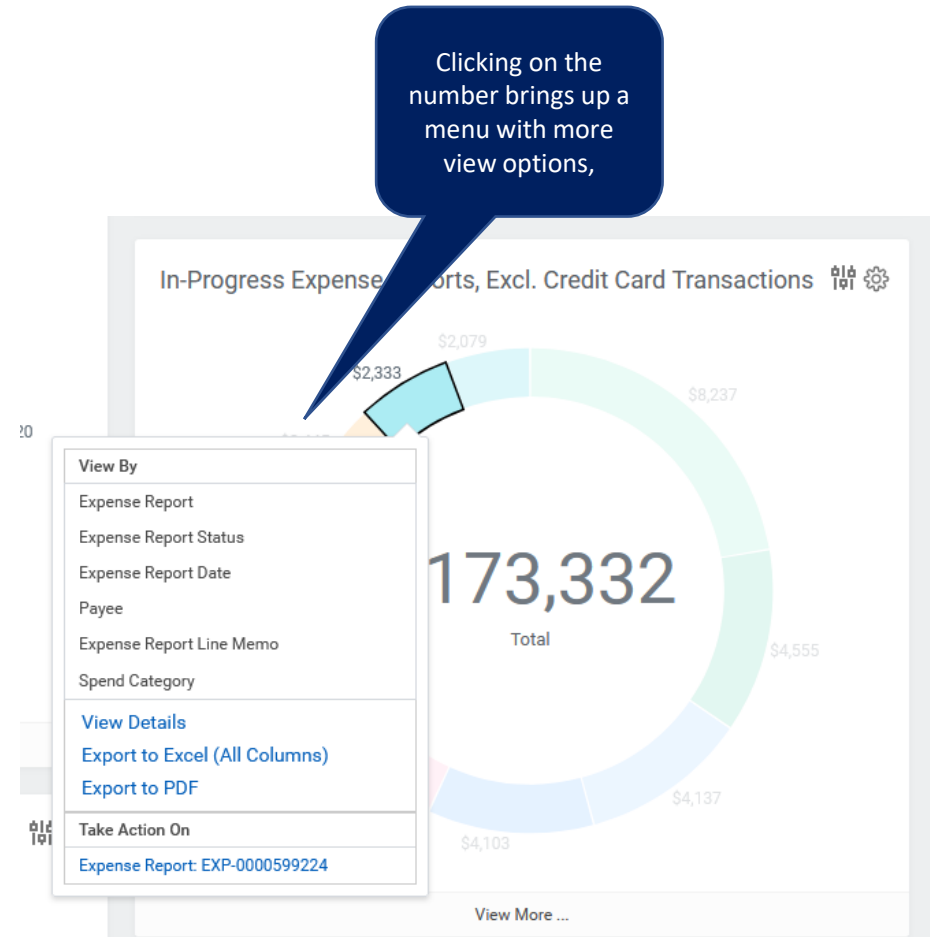 Clicking on the
number brings up a
menu with more
view options,
In-Progress Expense orts, Excl. Credit Card Transactions
$2,079
$2,333
$8,237
20
View By
Expense Report
Expense Report Status
Expense Report Date
Payee
Expense Report Line Memo
Spend Category
View Details
Export to Excel (All Columns)
Export to PDF
Take Action On
Expense Report: EXP-0000599224
173,332
Total
$4,555
$4,137
$4,103
View More ...